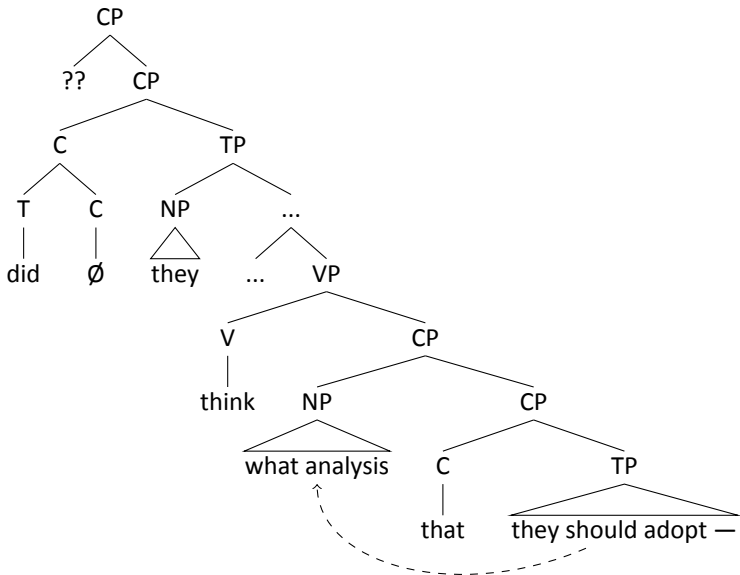 CP
?? CP
C TP
T C NP ...
did Ø they ... VP
V CP
think NP CP
what analysis C TP
that they should adopt —